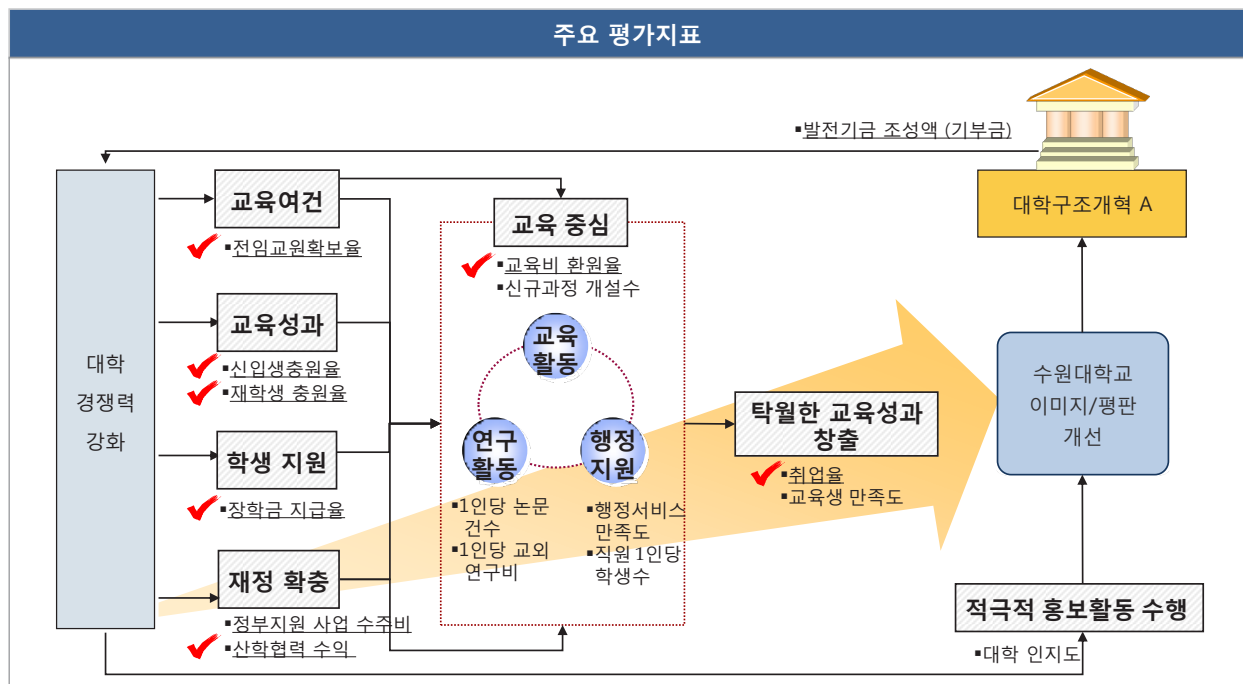 주요 평가지표
▪발전기금 조성액 (기부금)
대학구조개혁 A
대학
경쟁력
강화
교육여건
▪전임교원확보율
교육성과
▪신입생충원율
▪재학생 충원율
학생 지원
▪장학금 지급율
재정 확충
▪정부지원 사업 수주비
▪산학협력 수익
교육 중심
▪교육비 환원율
▪신규과정 개설수
교육
활동
연구
활동
행정
지원
▪1인당 논문
건수
▪1인당 교외
연구비
▪행정서비스
만족도
▪직원 1인당
학생수
탁월한 교육성과
창출
▪취업율
▪교육생 만족도
수원대학교
이미지/평판
개선
적극적 홍보활동 수행
▪대학 인지도